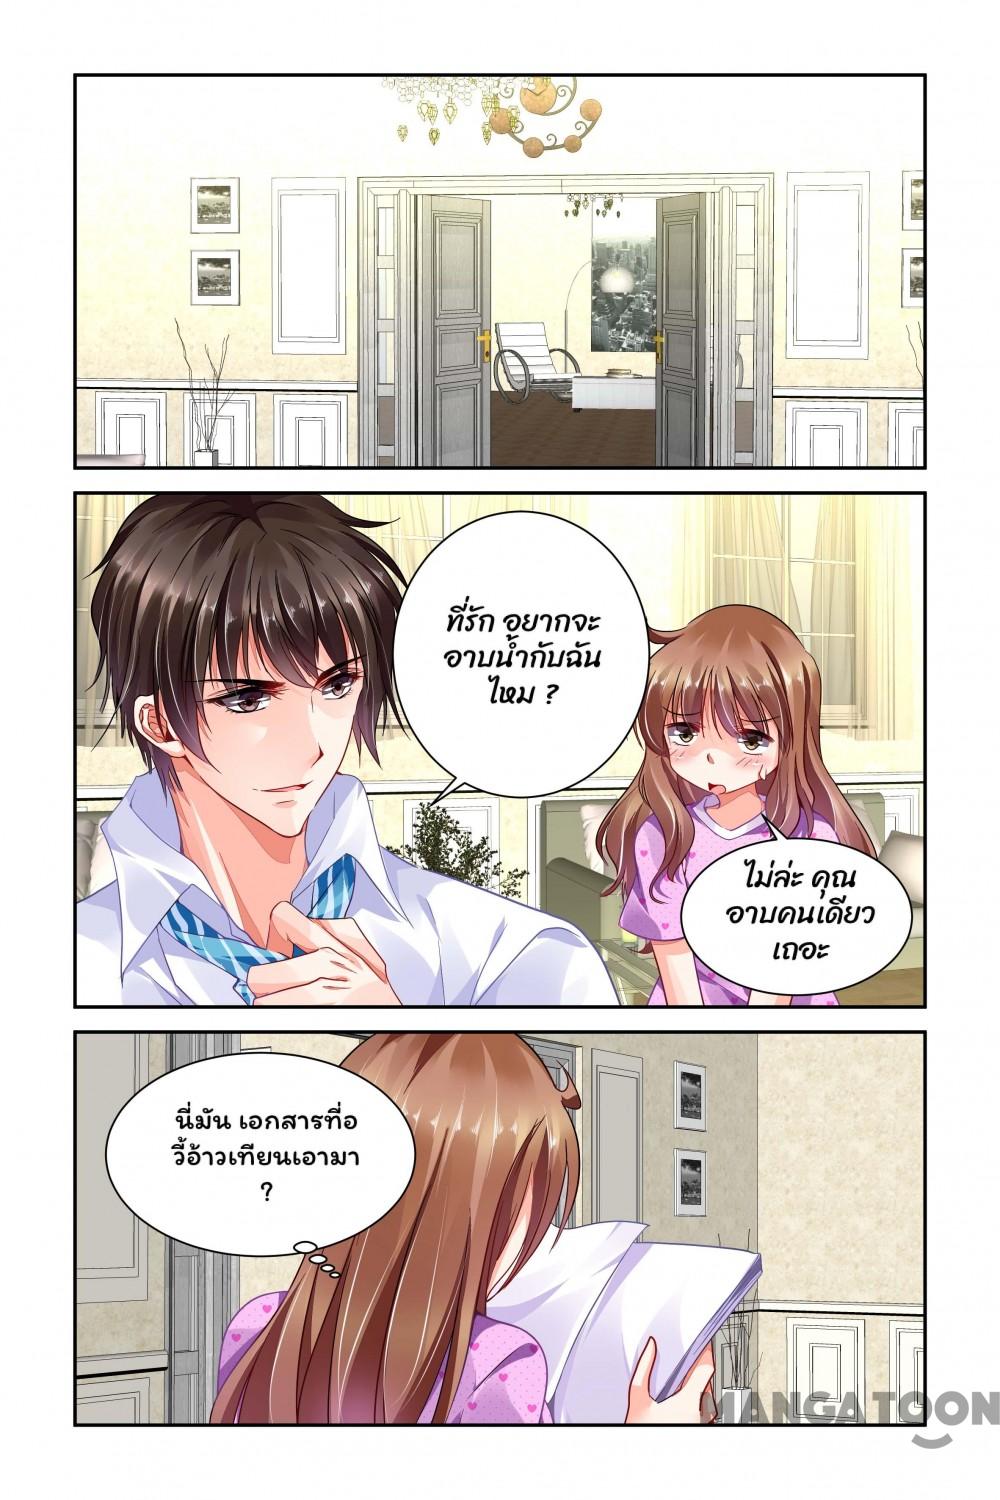 ที่รัก อยากจะ
อาบน้ำกับฉัน
ไหม ?
ไม่ล่ะ คุณ
อาบคนเดียว
เถอะ
นี่มัน เอกสารที่อ
วี้อ้าวเทียนเอามา
?
MANGATOON